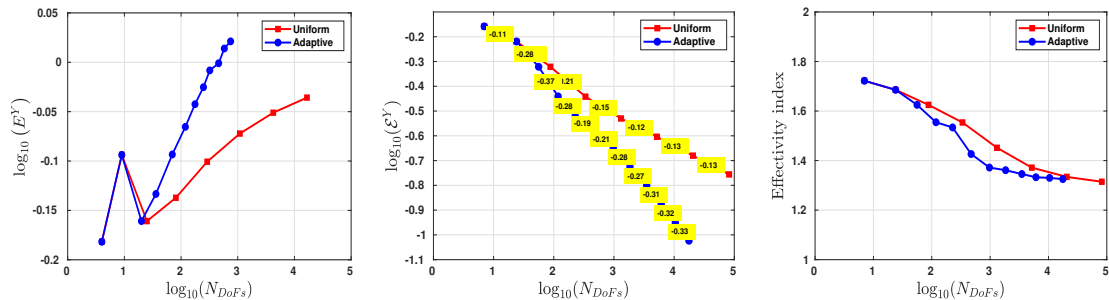 Uniform
Adaptive
0.05
0
-0.05
-0.1
-0.15
-0.2
0 1 2 3 4 5
log10(N_DoFs)
log10(E^Y)
Uniform
Adaptive
-0.2
-0.3
-0.4
-0.5
-0.6
-0.7
-0.8
-0.9
-1
-1.1
-0.11
-0.28
-0.37 0.21
-0.28
-0.15
-0.19
-0.12
-0.21
-0.13
-0.28
-0.13
-0.27
-0.31
-0.32
-0.33
0 1 2 3 4 5
log10(N_DoFs)
log10(ℰ^Y)
Uniform
Adaptive
2
1.8
1.6
1.4
1.2
1
0 1 2 3 4 5
log10(N_DoFs)
Effectivity index